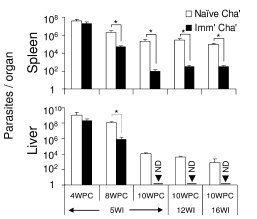 Naïve Cha'
Imm' Cha'
Parasites / organ
Spleen
10⁸
10⁶
10⁴
10²
1
* * * *
Liver
10¹⁰
10⁸
10⁶
10⁴
10²
1
*
ND ND ND
4WPC 8WPC 10WPC 10WPC 10WPC
5WI 12WI 16WI